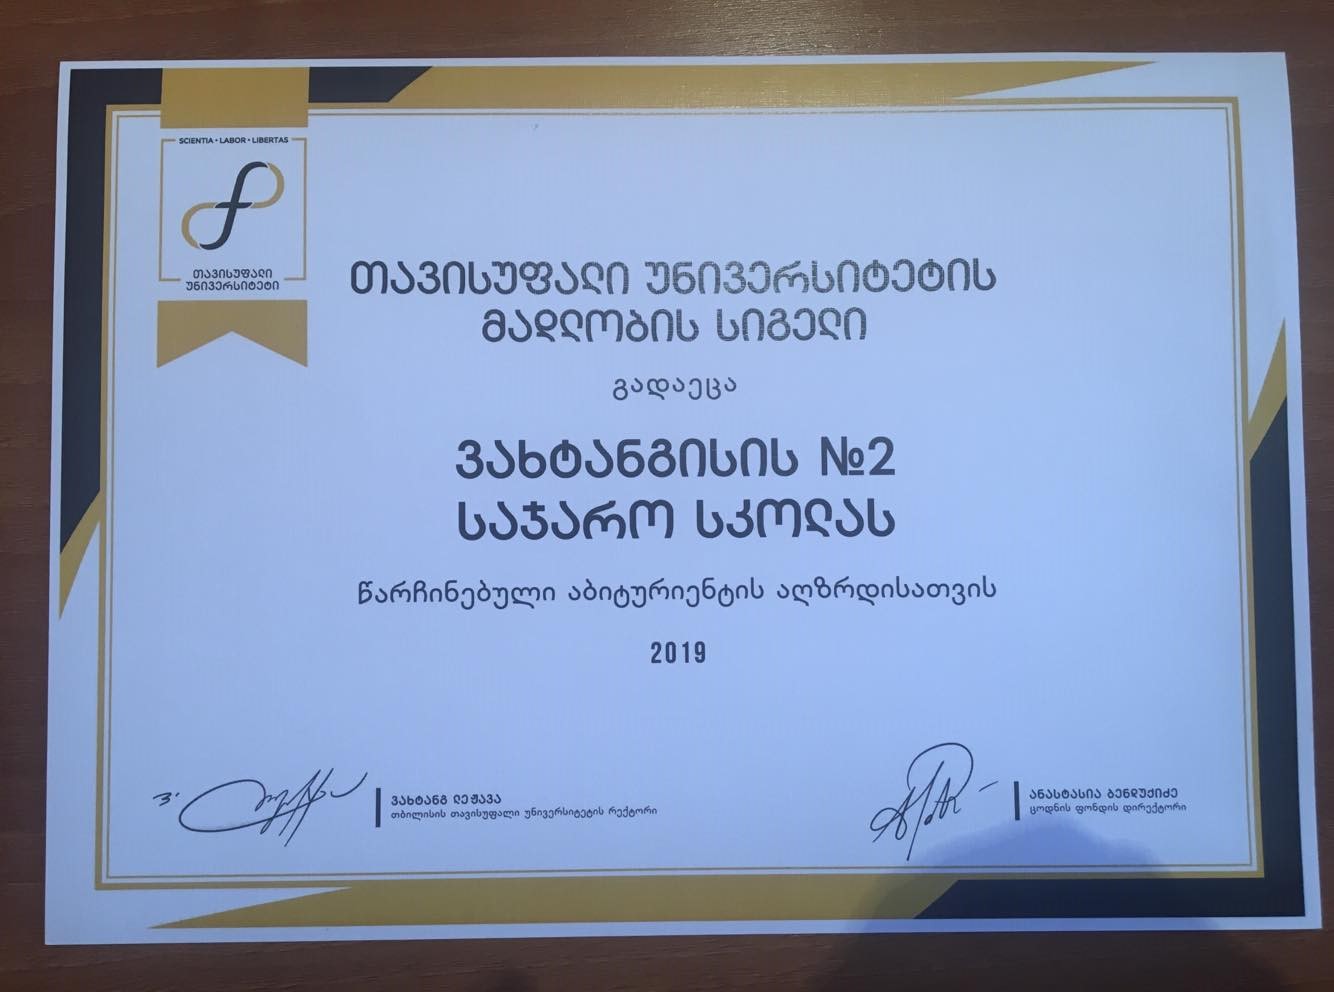 SCIENTIA • LABOR • LIBERTAS
თავისუფალი
უნივერსიტეტი
თავისუფალი უნივერსიტეტის
მადლობის სიგელი
გადაეცა
ვახტანგისის №2
საჯარო სკოლას
წარჩინებული აბიტურიენტის აღზრდისათვის
2019
ვახტანგ ლეჟავა
თბილისის თავისუფალი უნივერსიტეტის რექტორი
ანასტასია ბენდუქიძე
ცოდნის ფონდის დირექტორი